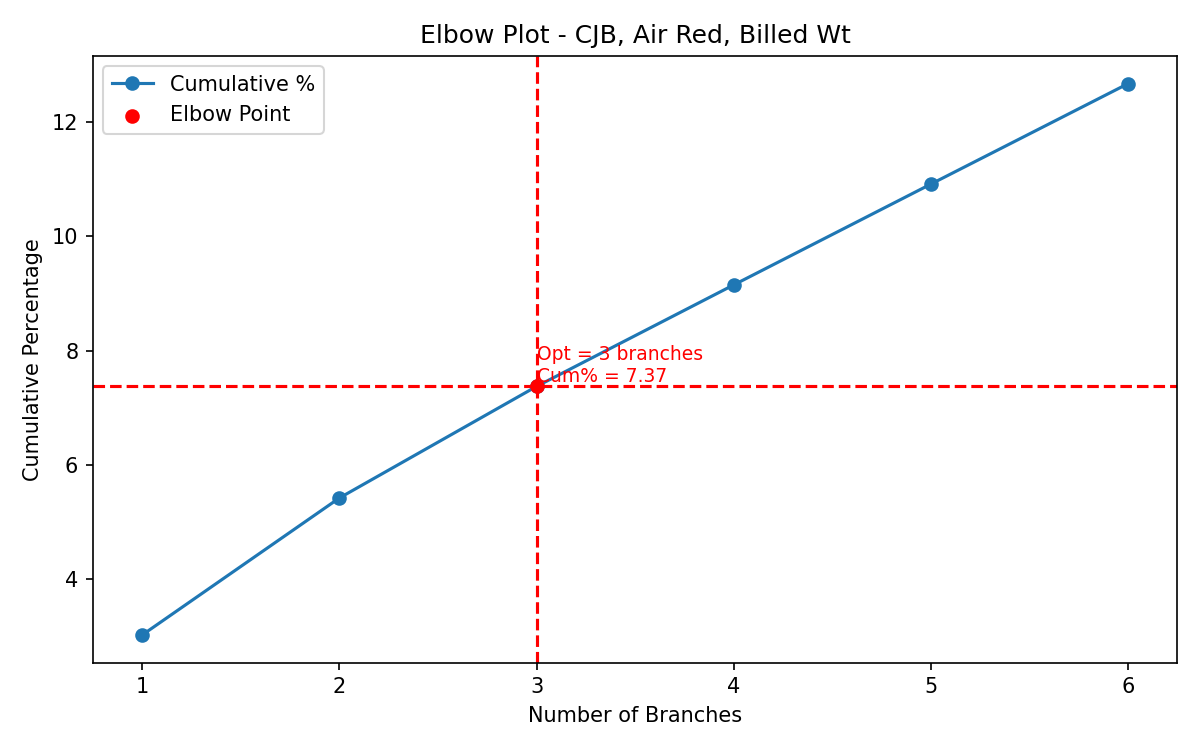 Elbow Plot - CJB, Air Red, Billed Wt
Cumulative %
Elbow Point
12
10
8
6
4
Cumulative Percentage
Opt = 3 branches
Cum% = 7.37
1 2 3 4 5 6
Number of Branches